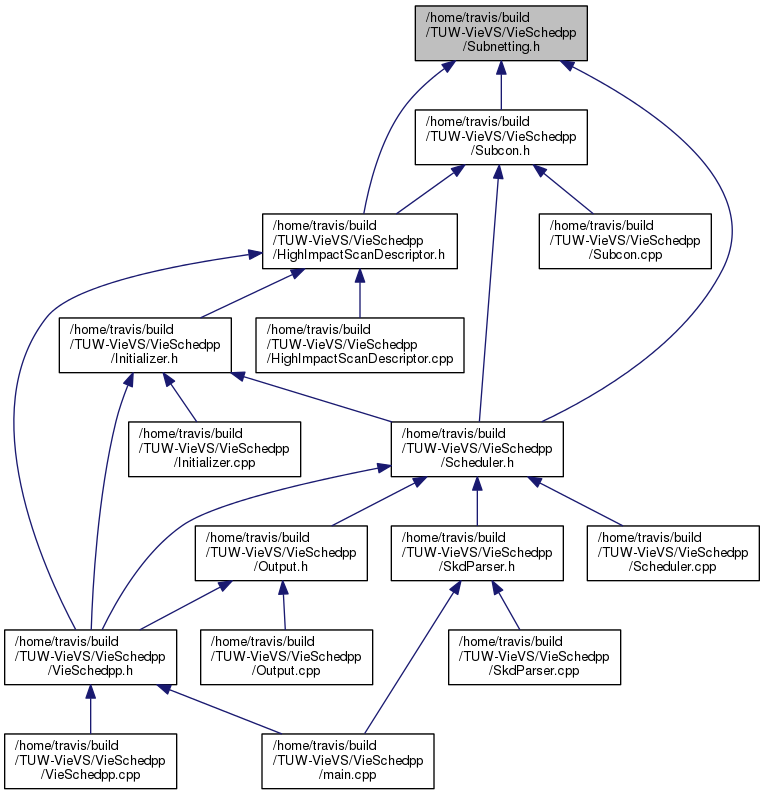 /home/travis/build
/TUW-VieVS/VieSchedpp
/Subnetting.h
/home/travis/build
/TUW-VieVS/VieSchedpp
/Subcon.h
/home/travis/build
/TUW-VieVS/VieSchedpp
/HighImpactScanDescriptor.h
/home/travis/build
/TUW-VieVS/VieSchedpp
/Subcon.cpp
/home/travis/build
/TUW-VieVS/VieSchedpp
/Initializer.h
/home/travis/build
/TUW-VieVS/VieSchedpp
/HighImpactScanDescriptor.cpp
/home/travis/build
/TUW-VieVS/VieSchedpp
/Initializer.cpp
/home/travis/build
/TUW-VieVS/VieSchedpp
/Scheduler.h
/home/travis/build
/TUW-VieVS/VieSchedpp
/Output.h
/home/travis/build
/TUW-VieVS/VieSchedpp
/SkdParser.h
/home/travis/build
/TUW-VieVS/VieSchedpp
/Scheduler.cpp
/home/travis/build
/TUW-VieVS/VieSchedpp
/VieSchedpp.h
/home/travis/build
/TUW-VieVS/VieSchedpp
/Output.cpp
/home/travis/build
/TUW-VieVS/VieSchedpp
/SkdParser.cpp
/home/travis/build
/TUW-VieVS/VieSchedpp
/VieSchedpp.cpp
/home/travis/build
/TUW-VieVS/VieSchedpp
/main.cpp